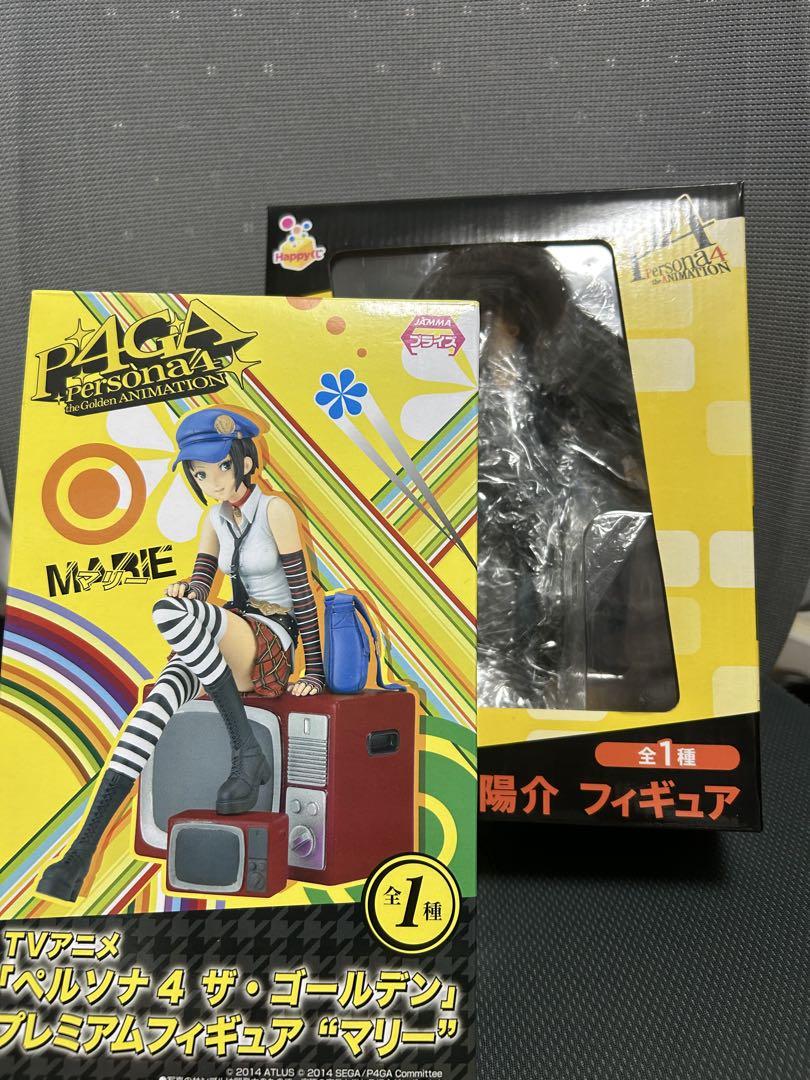 Happyくじ
P4
Persona4
the ANIMATION
P4GA
Persona4
the Golden ANIMATION
JAMMA
プライズ
MARIE
マリー
全1種
陽介 フィギュア
全1種
TVアニメ
「ペルソナ4 ザ・ゴールデン」
プレミアムフィギュア “マリー”
© 2014 ATLUS © 2014 SEGA/P4GA Committee